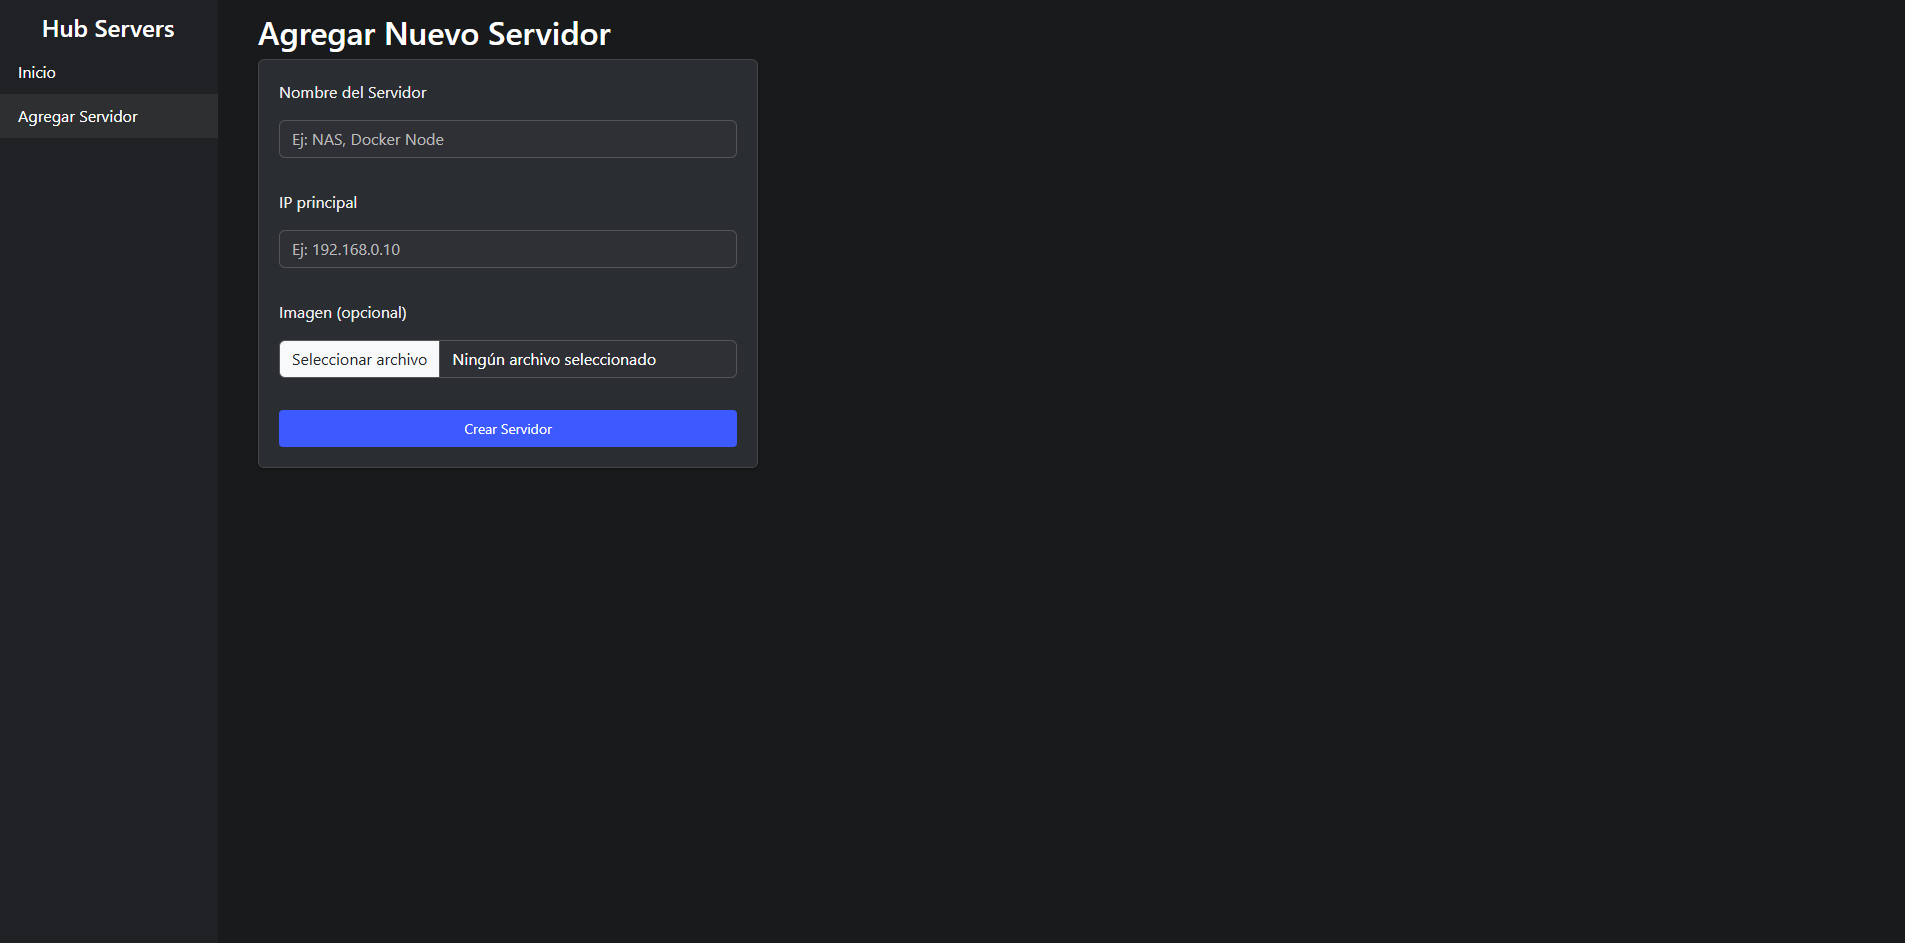 Hub Servers
Inicio
Agregar Servidor
Agregar Nuevo Servidor
Nombre del Servidor
Ej: NAS, Docker Node
IP principal
Ej: 192.168.0.10
Imagen (opcional)
Seleccionar archivo Ningún archivo seleccionado
Crear Servidor